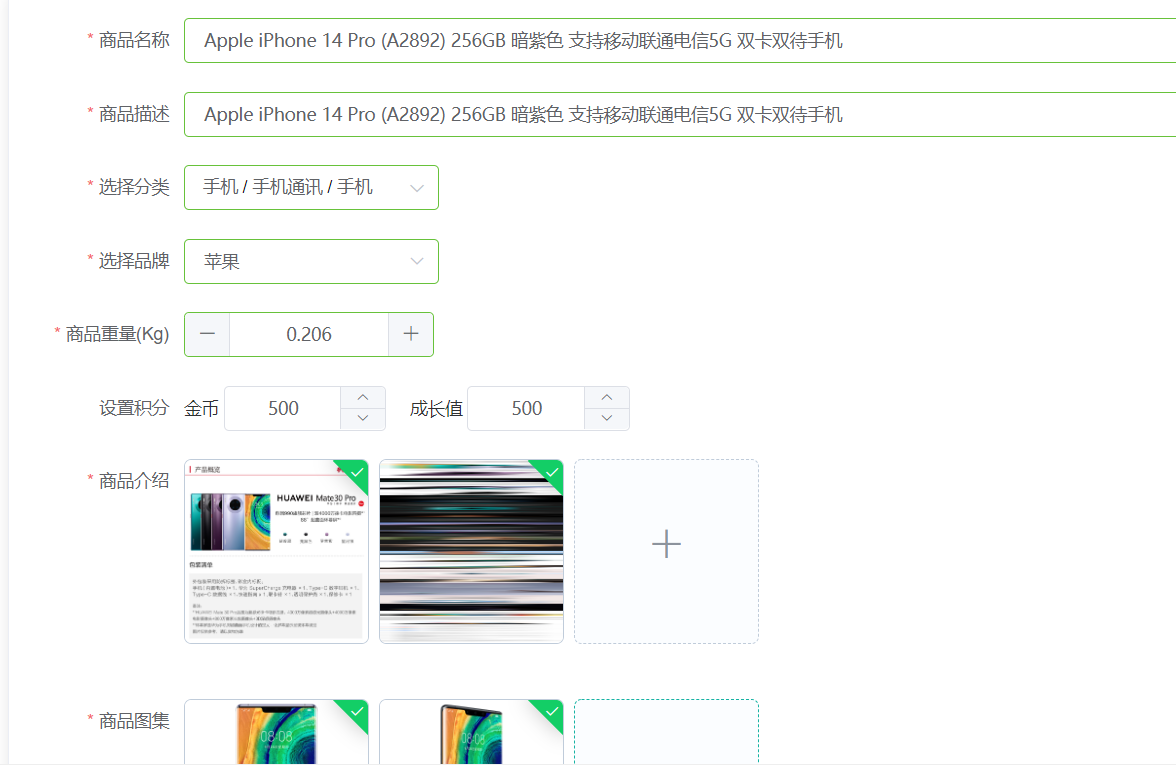 * 商品名称 Apple iPhone 14 Pro (A2892) 256GB 暗紫色 支持移动联通电信5G 双卡双待手机
* 商品描述 Apple iPhone 14 Pro (A2892) 256GB 暗紫色 支持移动联通电信5G 双卡双待手机
* 选择分类 手机 / 手机通讯 / 手机
* 选择品牌 苹果
* 商品重量(Kg) 0.206
设置积分 金币 500 成长值 500
* 商品介绍
产品概览
HUAWEI Mate30 Pro
包装清单
* 商品图集
08:08
08:08